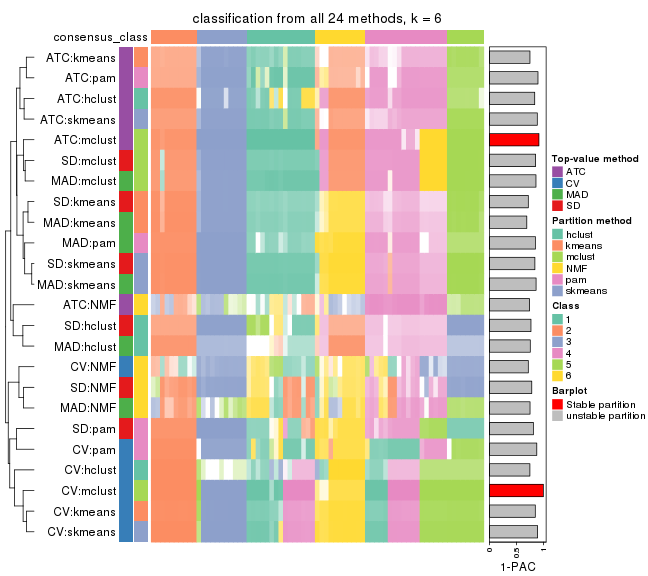 classification from all 24 methods, k = 6
consensus_class
ATC:kmeans
ATC:pam
ATC:hclust
ATC:skmeans
ATC:mclust
SD:mclust
MAD:mclust
SD:kmeans
MAD:kmeans
MAD:pam
SD:skmeans
MAD:skmeans
ATC:NMF
SD:hclust
MAD:hclust
CV:NMF
SD:NMF
MAD:NMF
SD:pam
CV:pam
CV:hclust
CV:mclust
CV:kmeans
CV:skmeans
0
0.5
1
1-PAC
Top-value method
ATC
CV
MAD
SD
Partition method
hclust
kmeans
mclust
NMF
pam
skmeans
Class
1
2
3
4
5
6
Barplot
Stable partition
unstable partition